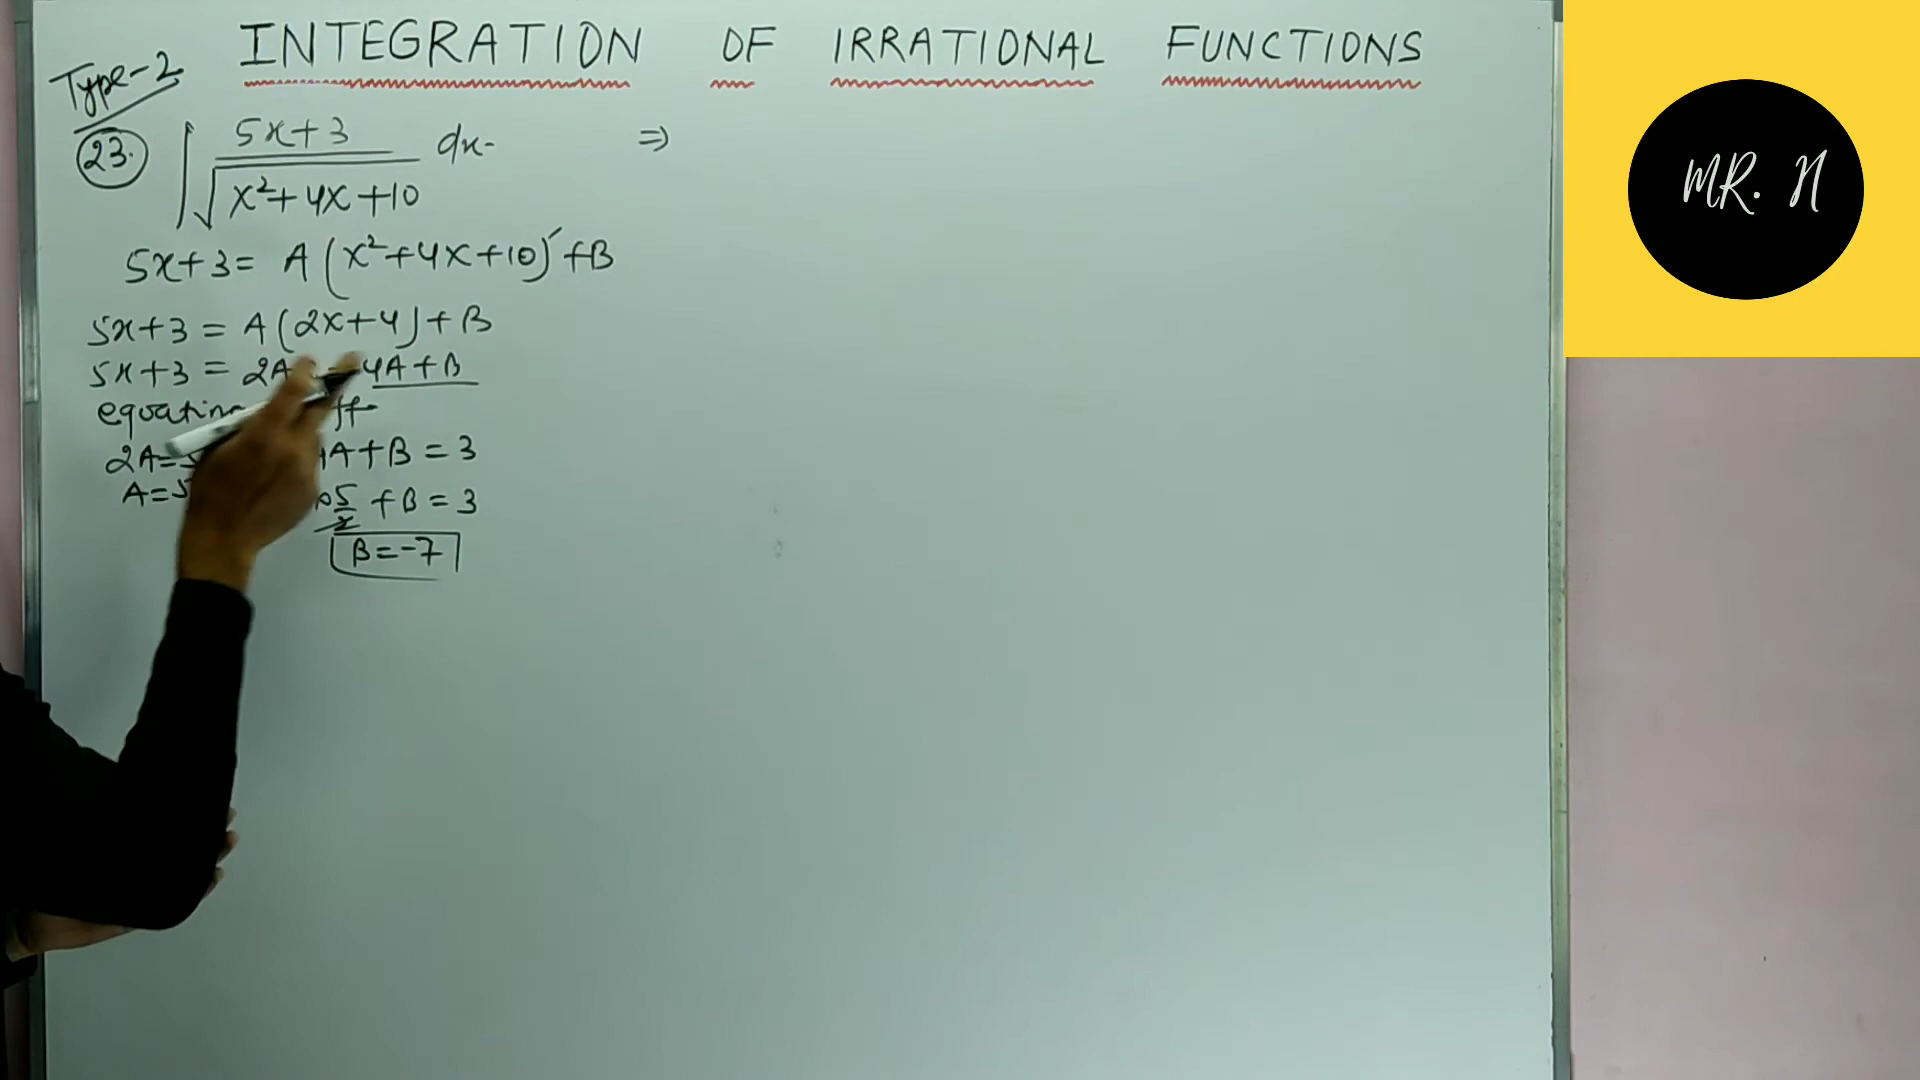 INTEGRATION OF IRRATIONAL FUNCTIONS
Type-2
23. ∫ 5x+3 / √x²+4x+10 dx. ⇒
5x+3 = A(x²+4x+10)′+B
5x+3 = A(2x+4)+B
5x+3 = 2A 4A+B
equating ff
2A=5 A+B = 3
A=5 5/2 +B = 3
B=-7
MR. N